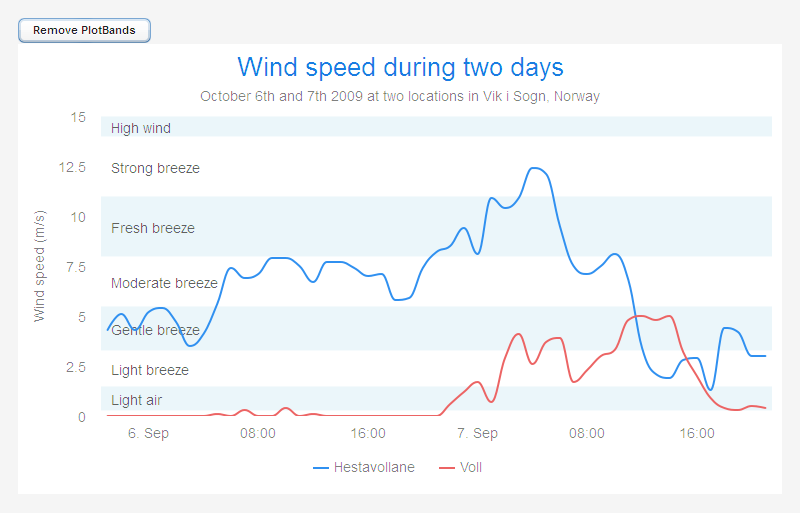 Remove PlotBands
Wind speed during two days
October 6th and 7th 2009 at two locations in Vik i Sogn, Norway
Wind speed (m/s)
15
12.5
10
7.5
5
2.5
0
High wind
Strong breeze
Fresh breeze
Moderate breeze
Gentle breeze
Light breeze
Light air
6. Sep 08:00 16:00 7. Sep 08:00 16:00
Hestavollane Voll